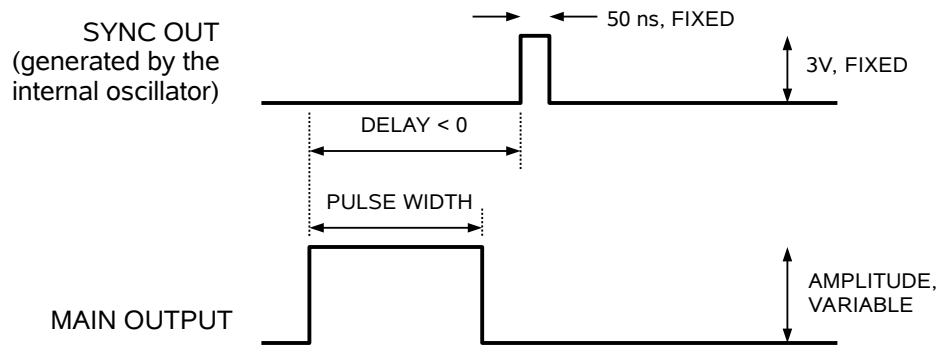 SYNC OUT
(generated by the
internal oscillator)
50 ns, FIXED
3V, FIXED
DELAY < 0
PULSE WIDTH
AMPLITUDE,
VARIABLE
MAIN OUTPUT